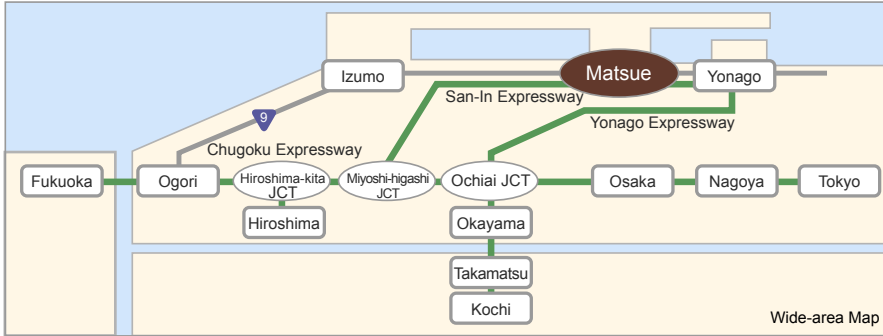 Izumo
Matsue
Yonago
San-In Expressway
Yonago Expressway
9
Chugoku Expressway
Fukuoka
Ogori
Hiroshima-kita
JCT
Miyoshi-higashi
JCT
Ochiai JCT
Osaka
Nagoya
Tokyo
Hiroshima
Okayama
Takamatsu
Kochi
Wide-area Map